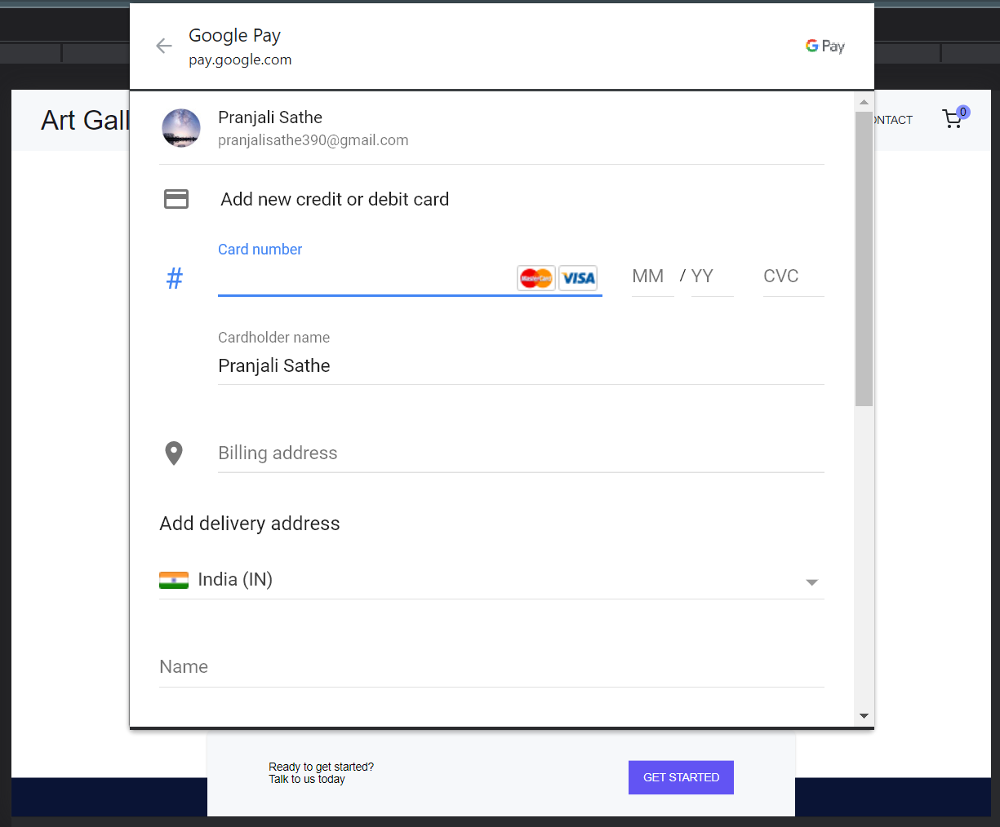 Google Pay
pay.google.com
G Pay
Art Gall
ONTACT
0
Pranjali Sathe
pranjalisathe390@gmail.com
Add new credit or debit card
Card number
#
MasterCard VISA
MM / YY CVC
Cardholder name
Pranjali Sathe
Billing address
Add delivery address
India (IN)
Name
Ready to get started?
Talk to us today
GET STARTED